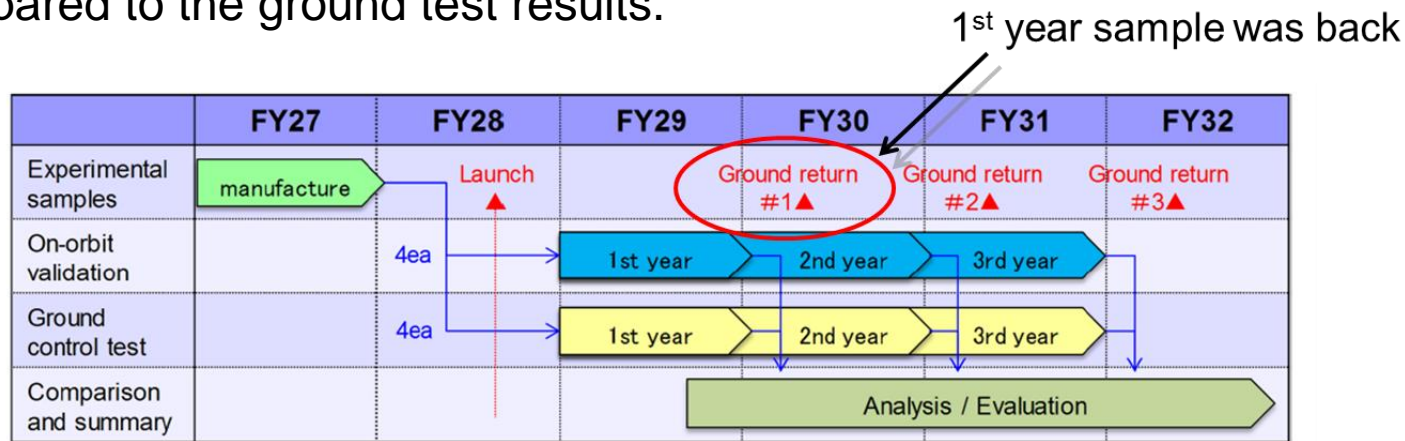 pared to the ground test results.
1st year sample was back
FY27 FY28 FY29 FY30 FY31 FY32
Experimental
samples
manufacture
Launch
Ground return
#1▲
Ground return
#2▲
Ground return
#3▲
On-orbit
validation
4ea
1st year
2nd year
3rd year
Ground
control test
4ea
1st year
2nd year
3rd year
Comparison
and summary
Analysis / Evaluation